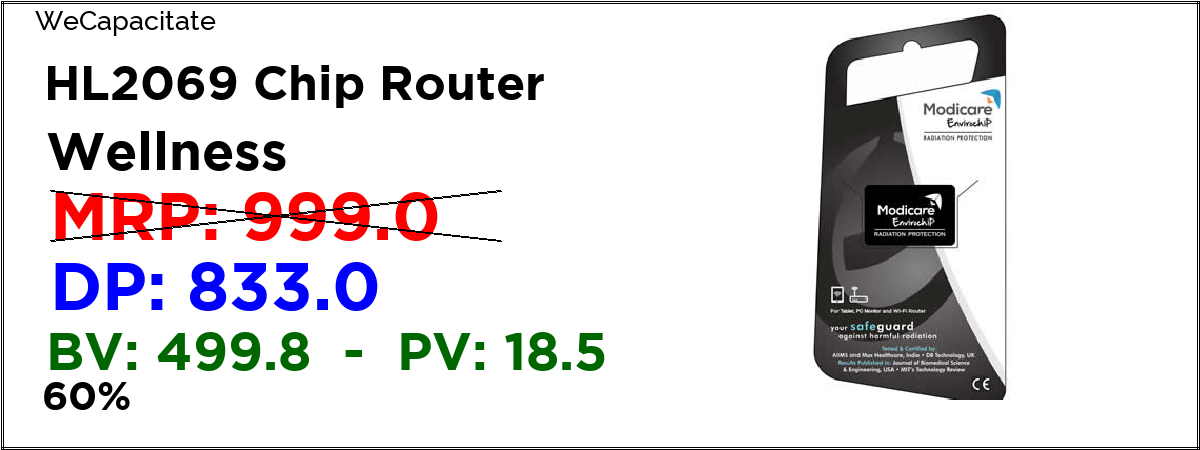 WeCapacitate
HL2069 Chip Router
Wellness
MRP: 999.0
DP: 833.0
BV: 499.8 - PV: 18.5
60%
Modicare
Envirochip
RADIATION PROTECTION
Modicare
Envirochip
RADIATION PROTECTION
For Tablet, PC Monitor and Wi-Fi Router
your safeguard
against harmful radiation
Tested & Certified by:
AIIMS and Max Healthcare, India • DB Technology, UK
Results Published in: Journal of Biomedical Science
& Engineering, USA • MIT's Technology Review
CE